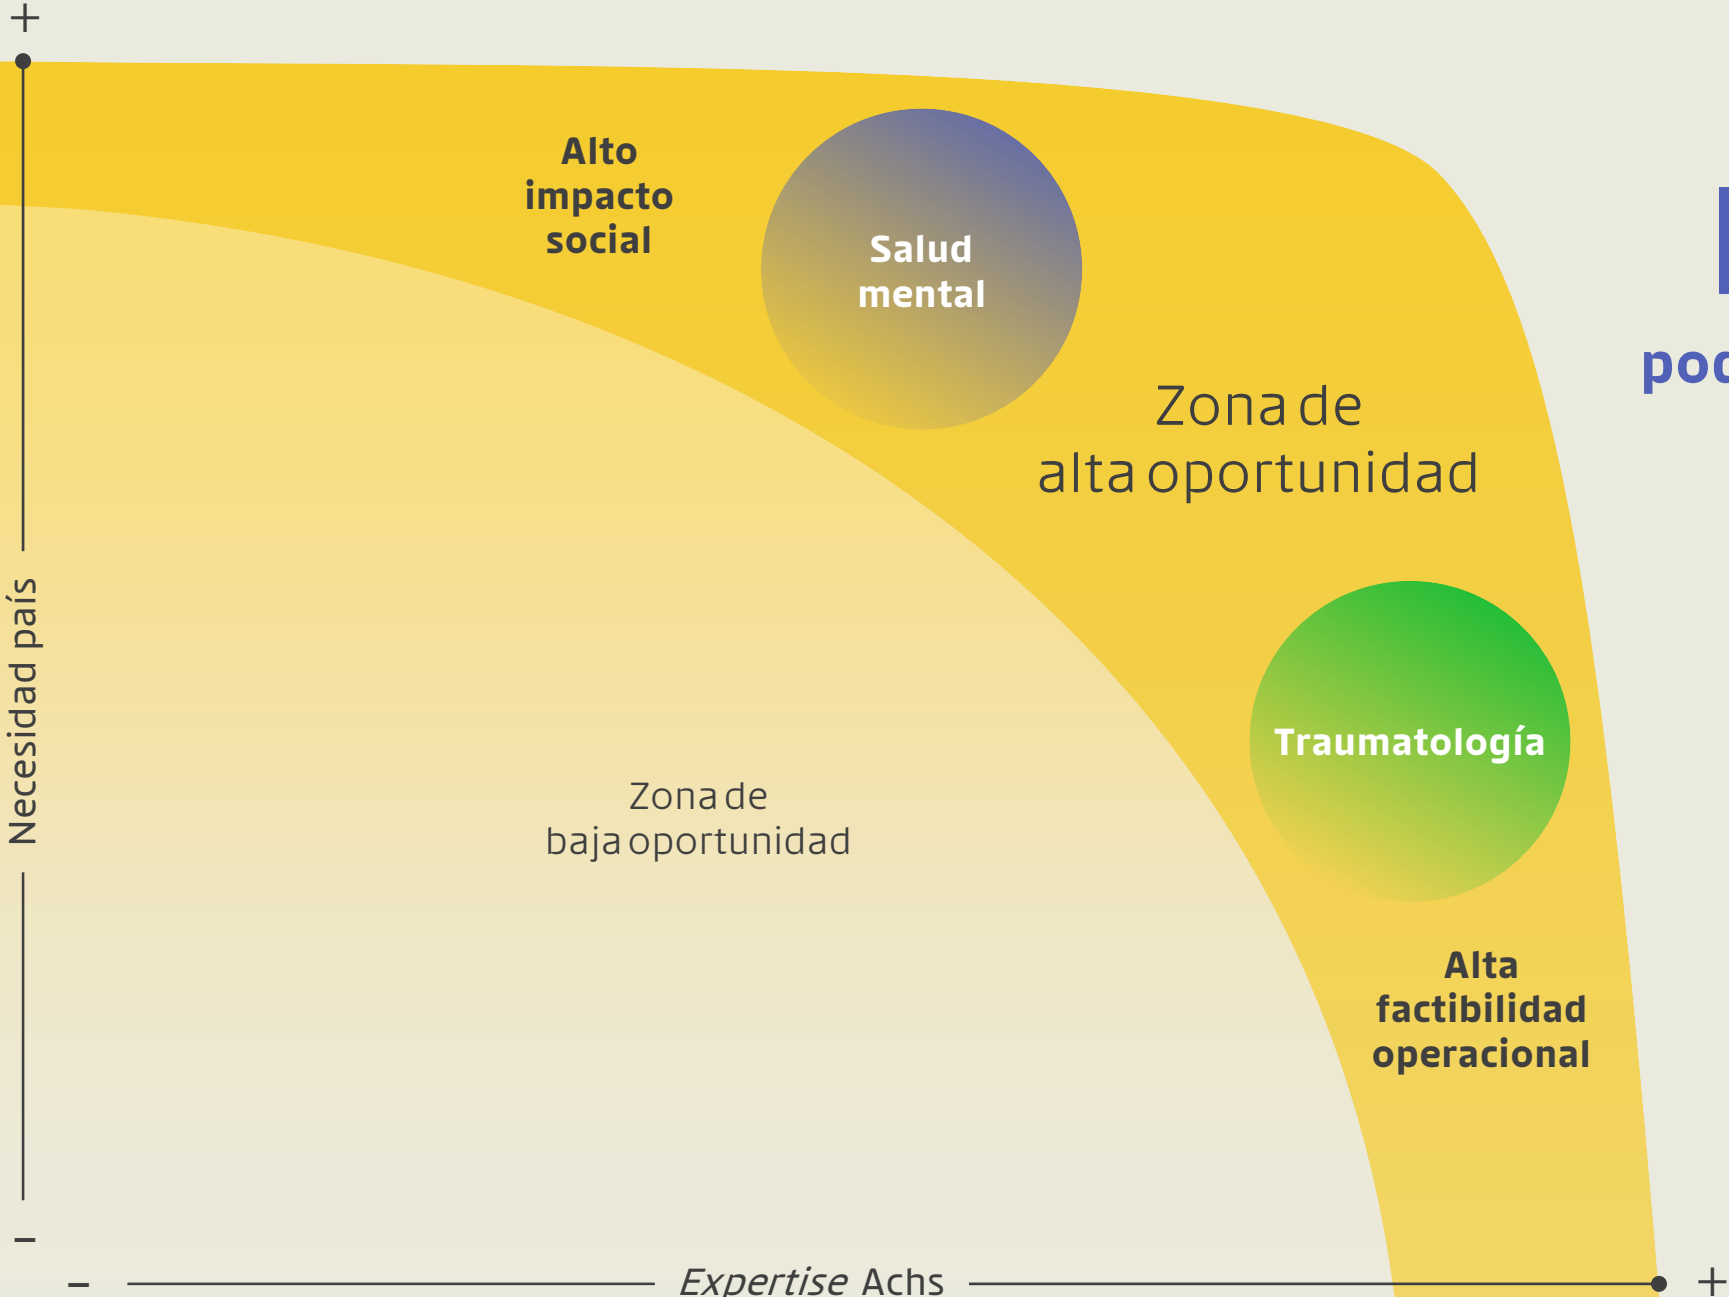 +
Alto
impacto
social
Salud
mental
Zona de
alta oportunidad
Necesidad país
Zona de
baja oportunidad
Traumatología
Alta
factibilidad
operacional
–
– Expertise Achs +